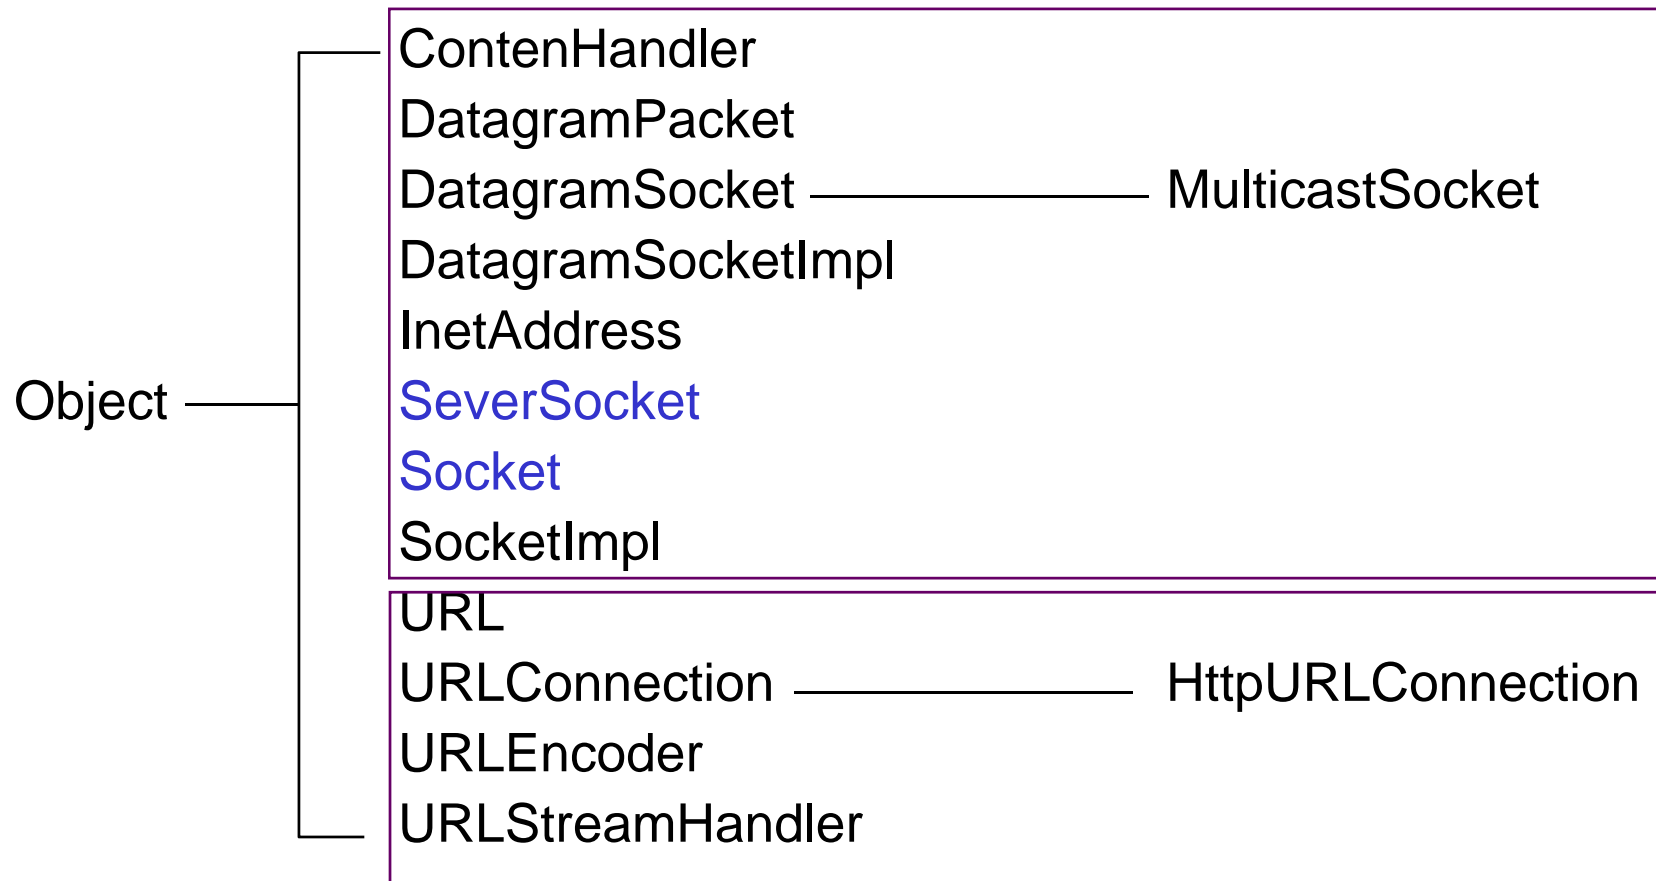 ContenHandler
DatagramPacket
DatagramSocket MulticastSocket
DatagramSocketImpl
InetAddress
Object SeverSocket
Socket
SocketImpl
URL
URLConnection HttpURLConnection
URLEncoder
URLStreamHandler